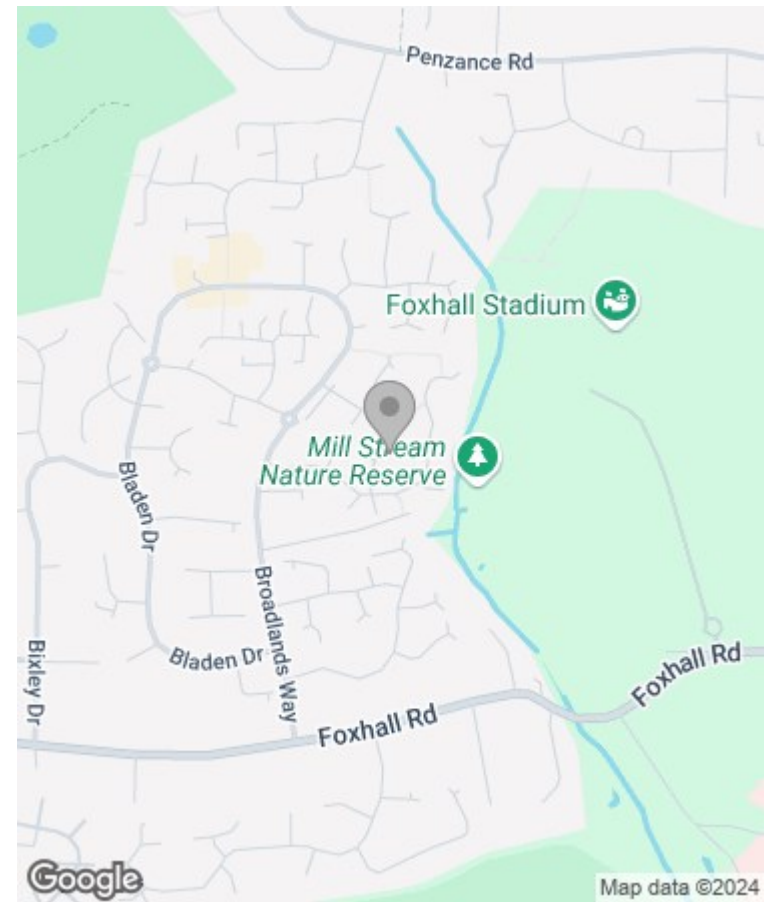 Penzance Rd
Foxhall Stadium
Mill Stream
Nature Reserve
Bladen Dr
Broadlands Way
Bladen Dr
Bixley Dr
Foxhall Rd
Foxhall Rd
Google
Map data ©2024